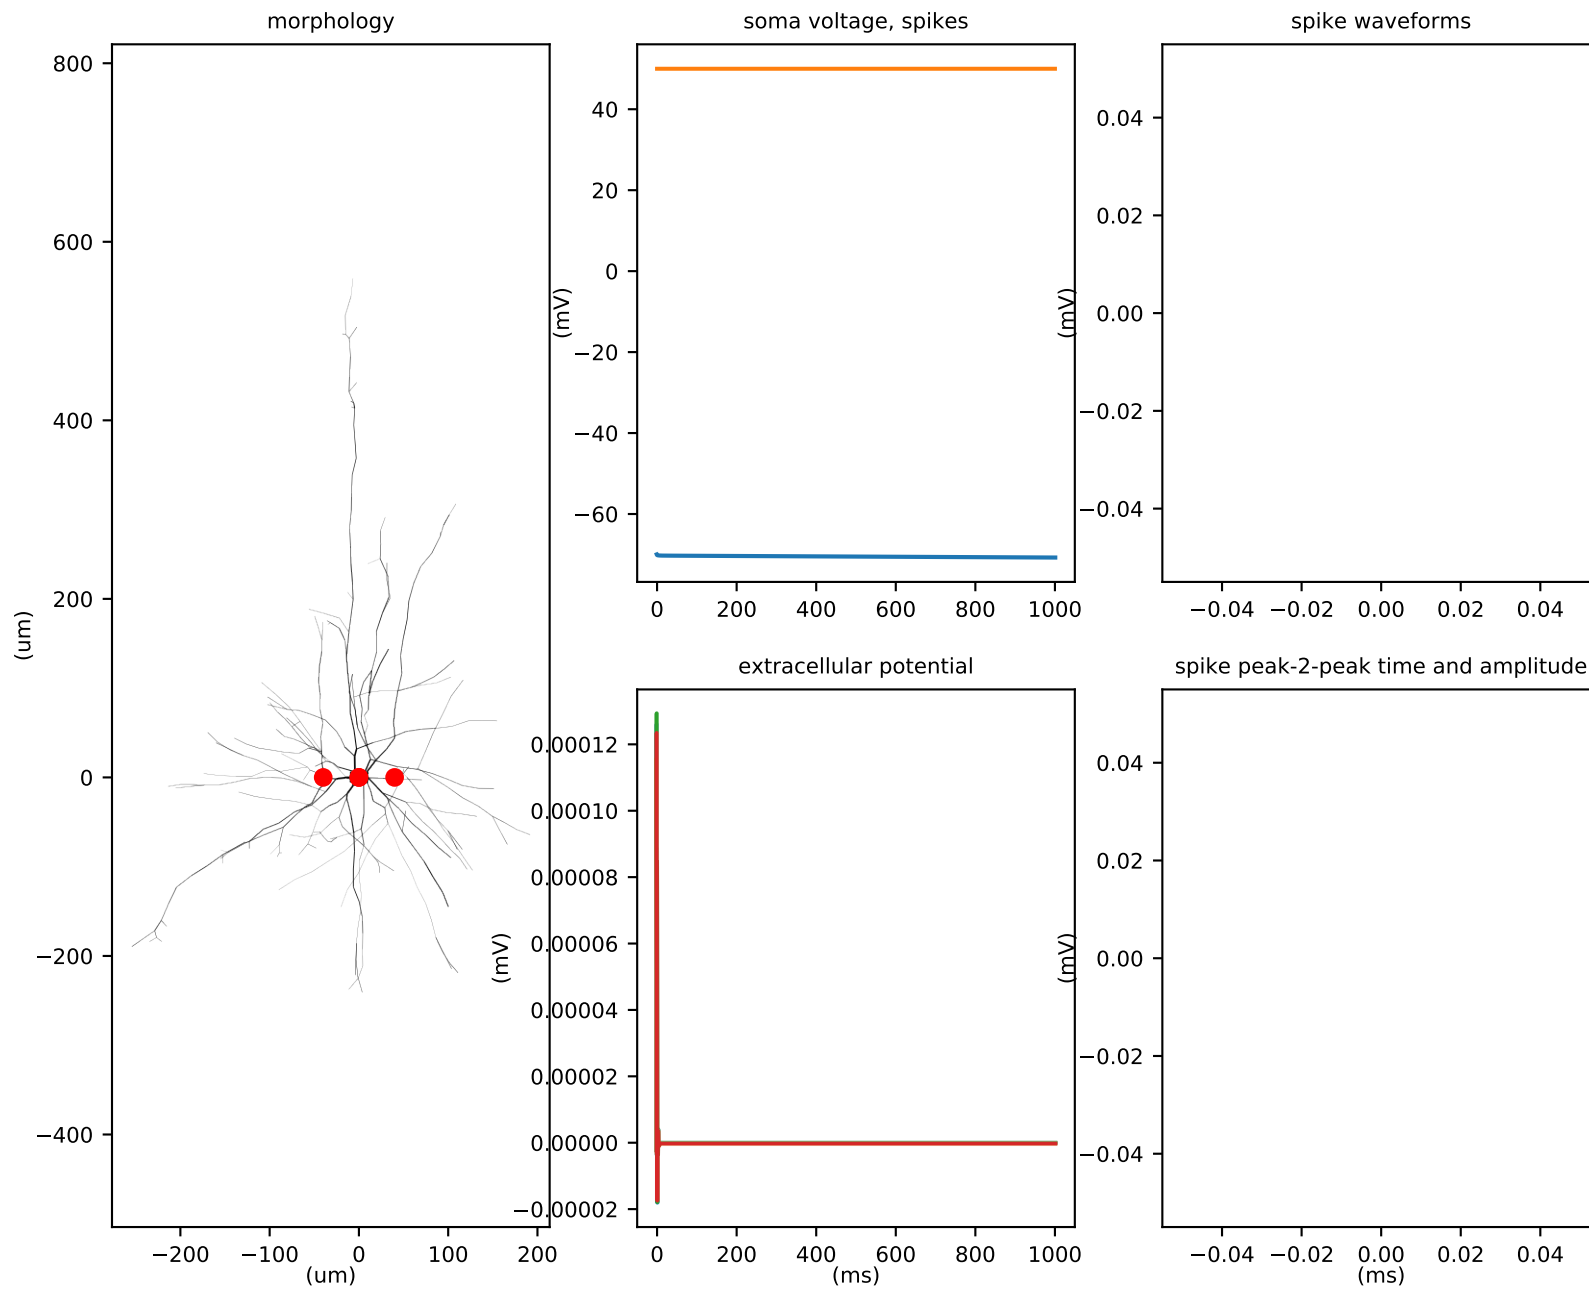 morphology
800
600
400
200
0
−200
−400
(um)
−200 −100 0 100 200
(um)
soma voltage, spikes
40
20
0
−20
−40
−60
(mV)
0 200 400 600 800 1000
spike waveforms
0.04
0.02
0.00
−0.02
−0.04
(mV)
−0.04 −0.02 0.00 0.02 0.04
extracellular potential
0.00012
0.00010
0.00008
0.00006
0.00004
0.00002
0.00000
−0.00002
(mV)
0 200 400 600 800 1000
(ms)
spike peak-2-peak time and amplitude
0.04
0.02
0.00
−0.02
−0.04
(mV)
−0.04 −0.02 0.00 0.02 0.04
(ms)